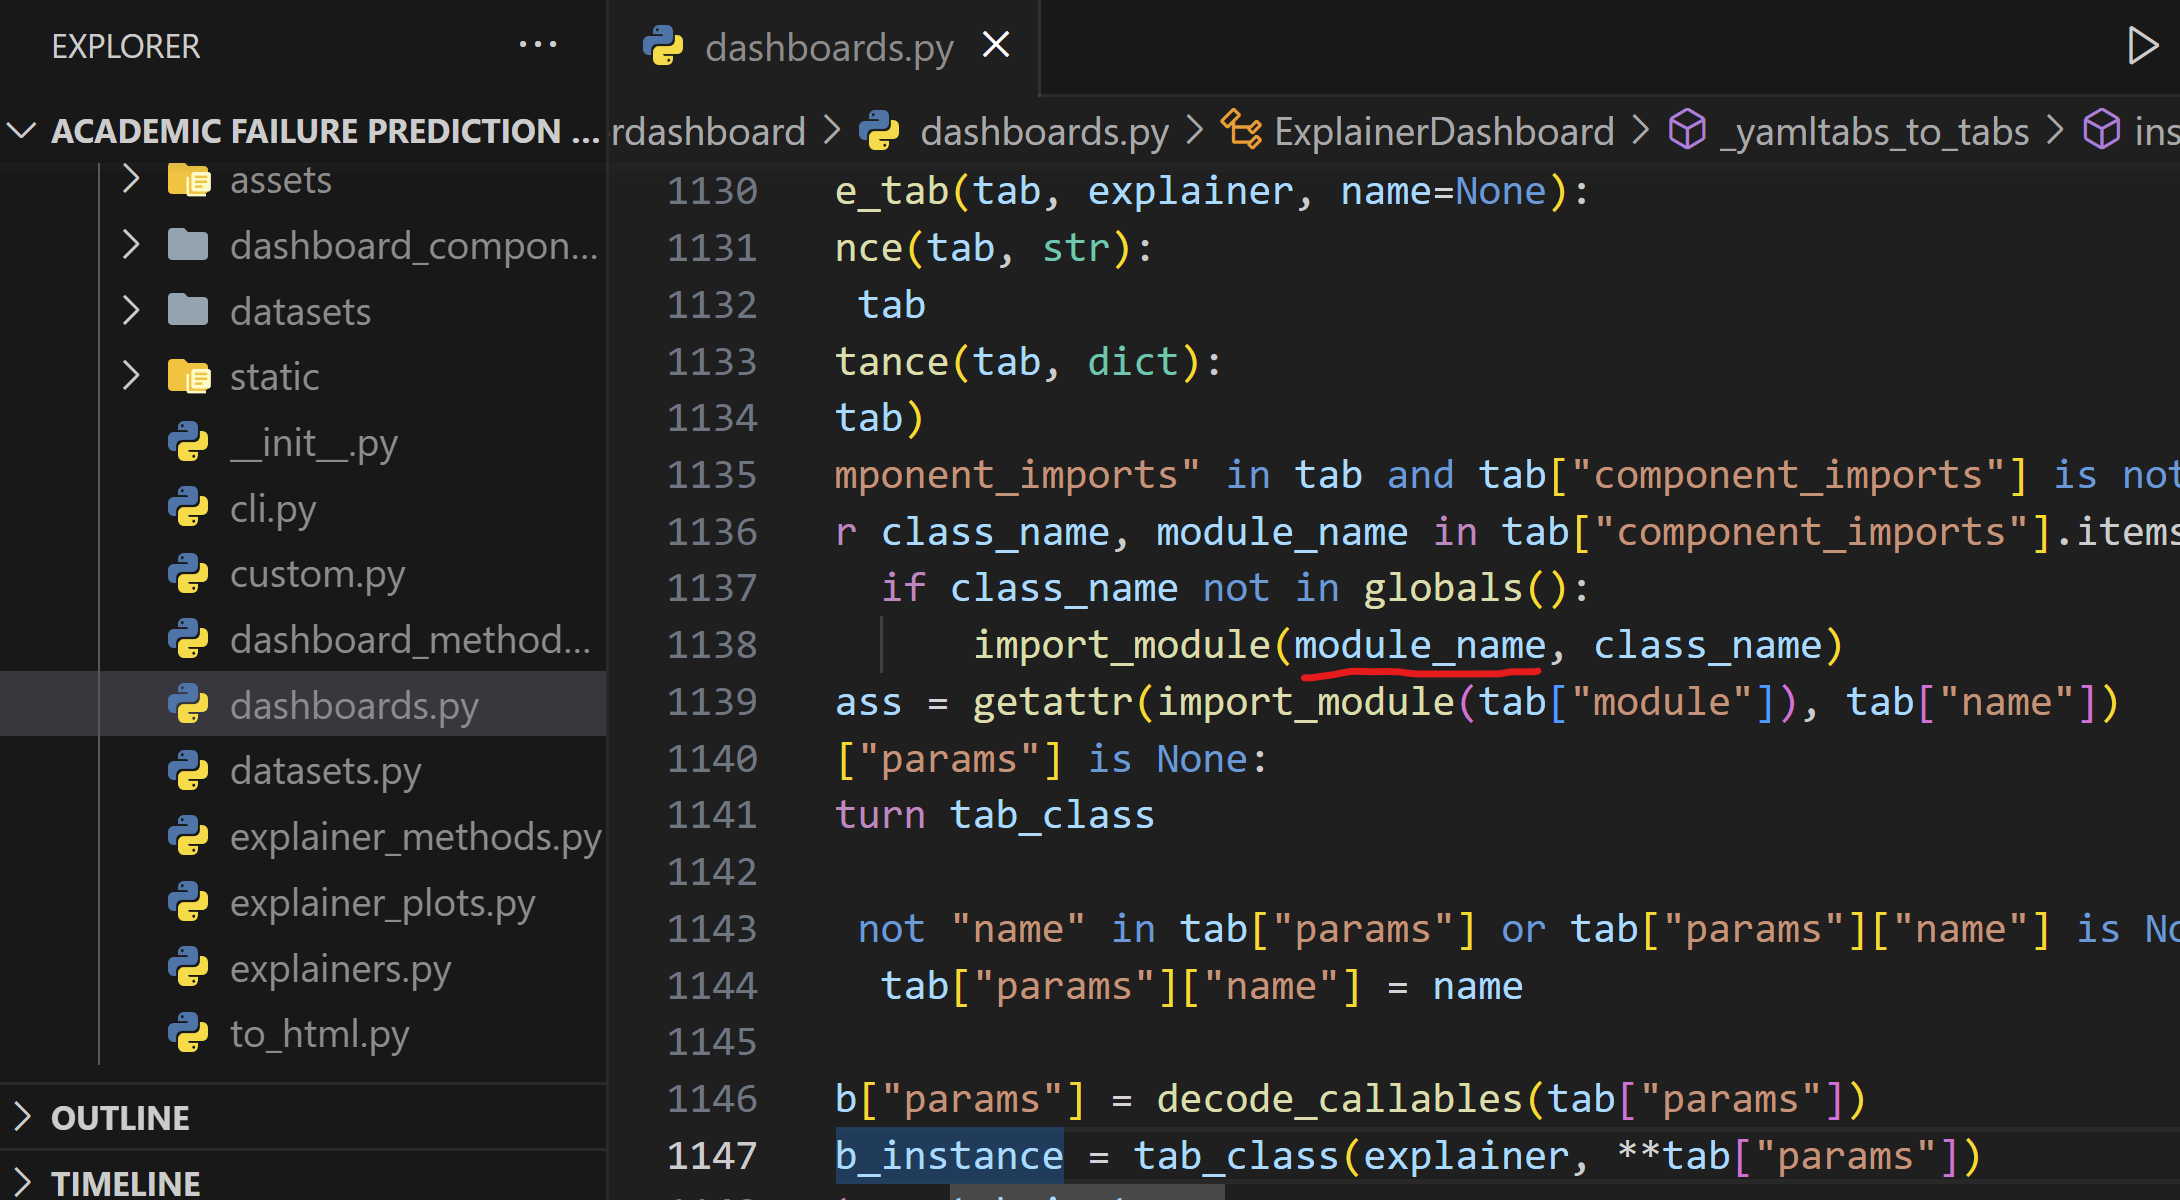 EXPLORER
ACADEMIC FAILURE PREDICTION ...
assets
dashboard_compon...
datasets
static
__init__.py
cli.py
custom.py
dashboard_method...
dashboards.py
datasets.py
explainer_methods.py
explainer_plots.py
explainers.py
to_html.py
OUTLINE
TIMELINE
dashboards.py
rdashboard > dashboards.py > ExplainerDashboard > _yamltabs_to_tabs > ins
1130 e_tab(tab, explainer, name=None):
1131 nce(tab, str):
1132 tab
1133 tance(tab, dict):
1134 tab)
1135 mponent_imports" in tab and tab["component_imports"] is not
1136 r class_name, module_name in tab["component_imports"].items
1137 if class_name not in globals():
1138 import_module(module_name, class_name)
1139 ass = getattr(import_module(tab["module"]), tab["name"])
1140 ["params"] is None:
1141 turn tab_class
1142
1143 not "name" in tab["params"] or tab["params"]["name"] is No
1144 tab["params"]["name"] = name
1145
1146 b["params"] = decode_callables(tab["params"])
1147 b_instance = tab_class(explainer, **tab["params"])